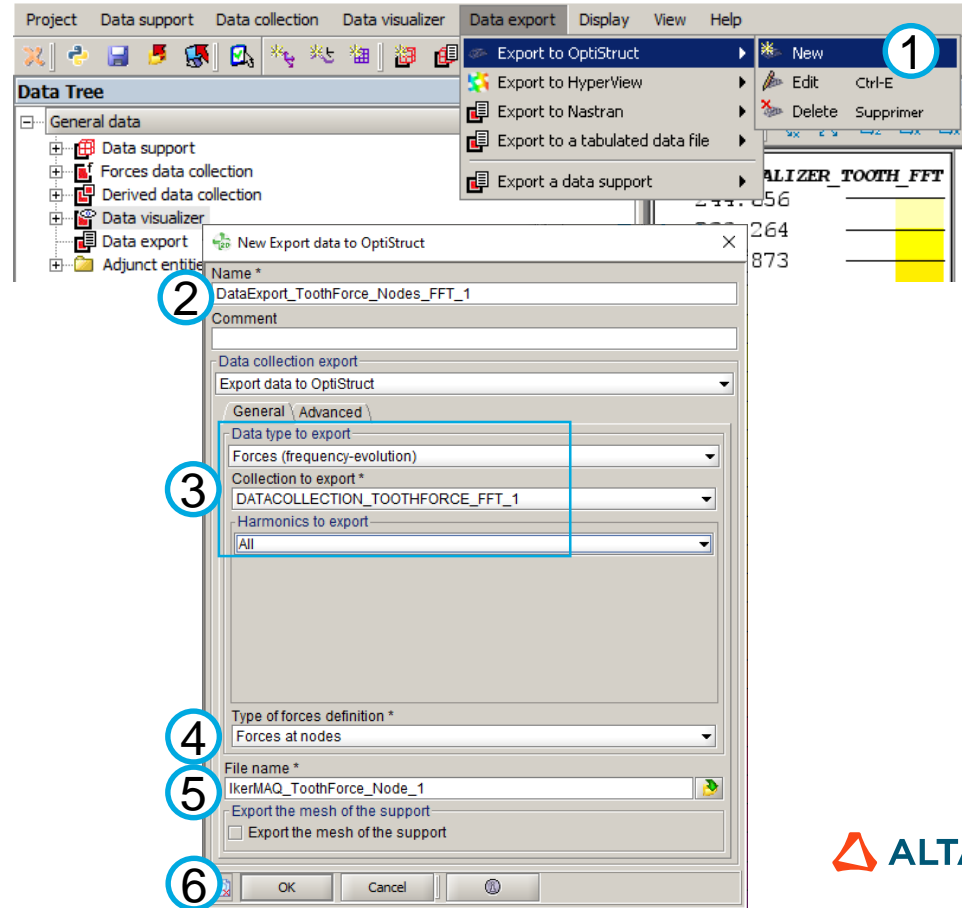 Project Data support Data collection Data visualizer Data export Display View Help
Export to OptiStruct
New
1
Data Tree
Export to HyperView
Edit Ctrl-E
General data
Export to Nastran
Delete Supprimer
Data support
Export to a tabulated data file
Forces data collection
Export a data support
ALIZER_TOOTH_FFT
Derived data collection
Data visualizer
264
Data export
873
Adjunct entitie
New Export data to OptiStruct
Name *
2
DataExport_ToothForce_Nodes_FFT_1
Comment
Data collection export
Export data to OptiStruct
General Advanced
Data type to export
Forces (frequency-evolution)
3
Collection to export *
DATACOLLECTION_TOOTHFORCE_FFT_1
Harmonics to export
All
4
Type of forces definition *
Forces at nodes
File name *
5
IkerMAQ_ToothForce_Node_1
Export the mesh of the support
Export the mesh of the support
6
OK Cancel
ALTA